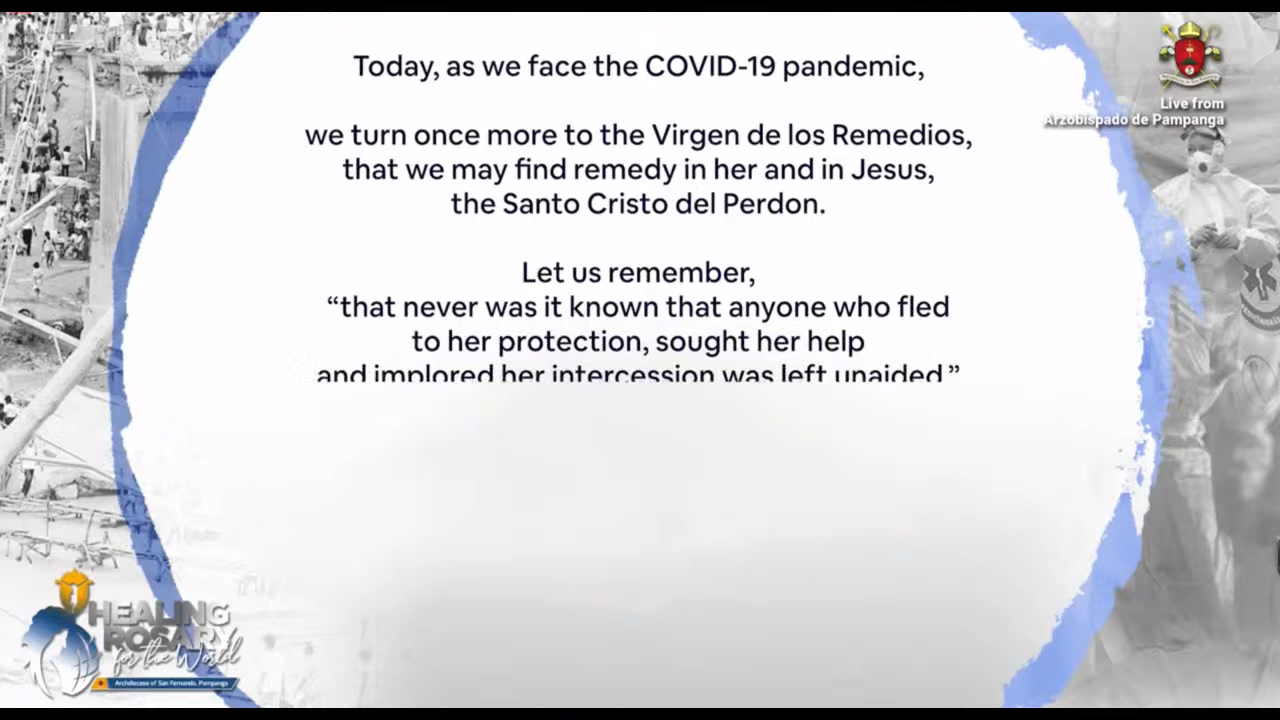 Today, as we face the COVID-19 pandemic,
we turn once more to the Virgen de los Remedios,
that we may find remedy in her and in Jesus,
the Santo Cristo del Perdon.
Let us remember,
“that never was it known that anyone who fled
to her protection, sought her help
and implored her intercession was left unaided”
Live from
Arzobispado de Pampanga
HEALING
ROSARY
for the World
Archdiocese of San Fernando, Pampanga